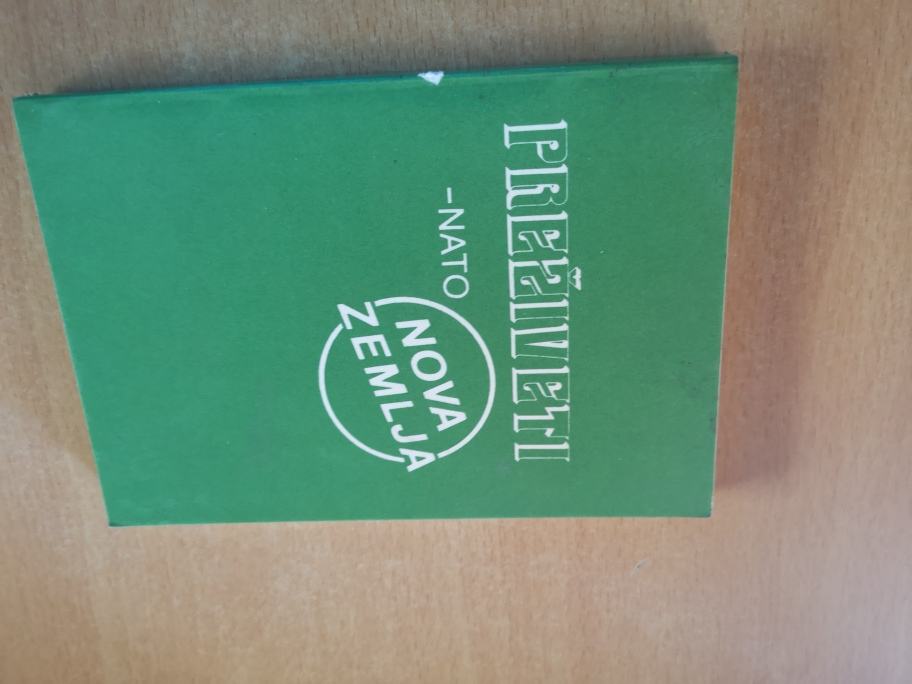 PREŽIVETI
-NATO
NOVA
ZEMLJA